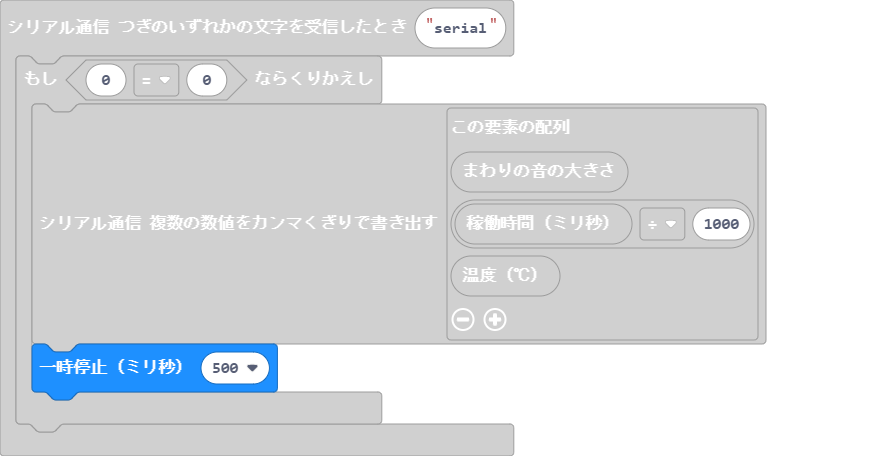 シリアル通信 つぎのいずれかの文字を受信したとき "serial"
もし 0 = 0 ならくりかえし
この要素の配列
まわりの音の大きさ
シリアル通信 複数の数値をカンマくぎりで書き出す 稼働時間（ミリ秒） ÷ 1000
温度（℃）
一時停止（ミリ秒） 500